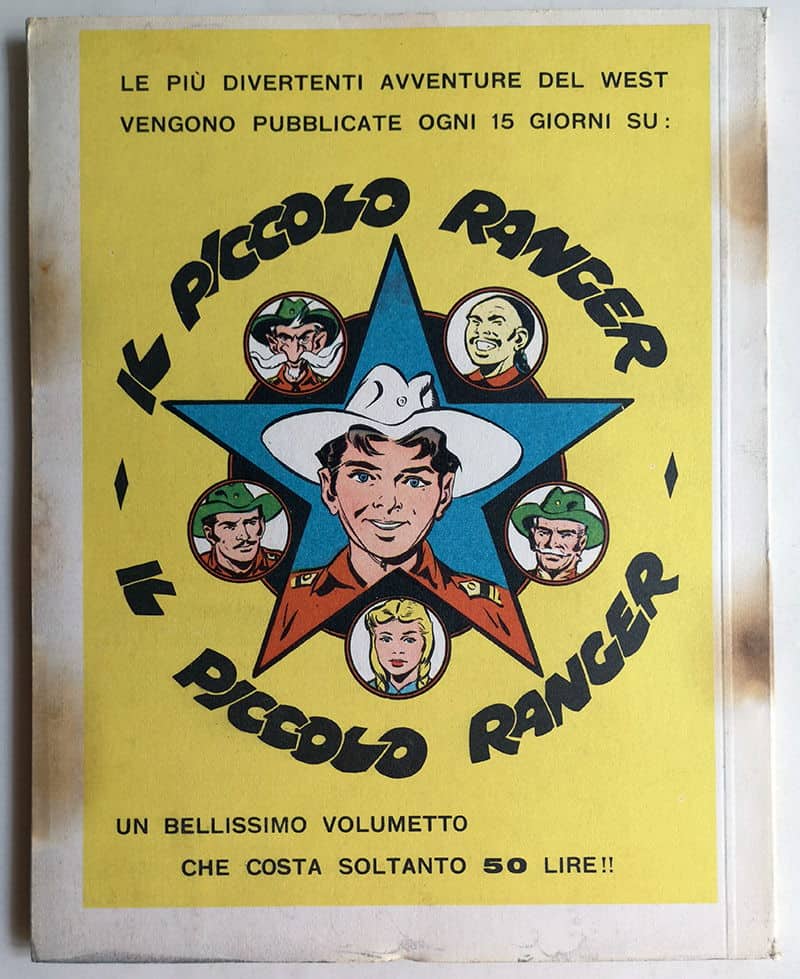 LE PIÙ DIVERTENTI AVVENTURE DEL WEST
VENGONO PUBBLICATE OGNI 15 GIORNI SU:
IL PICCOLO RANGER
IL PICCOLO RANGER
UN BELLISSIMO VOLUMETTO
CHE COSTA SOLTANTO 50 LIRE!!